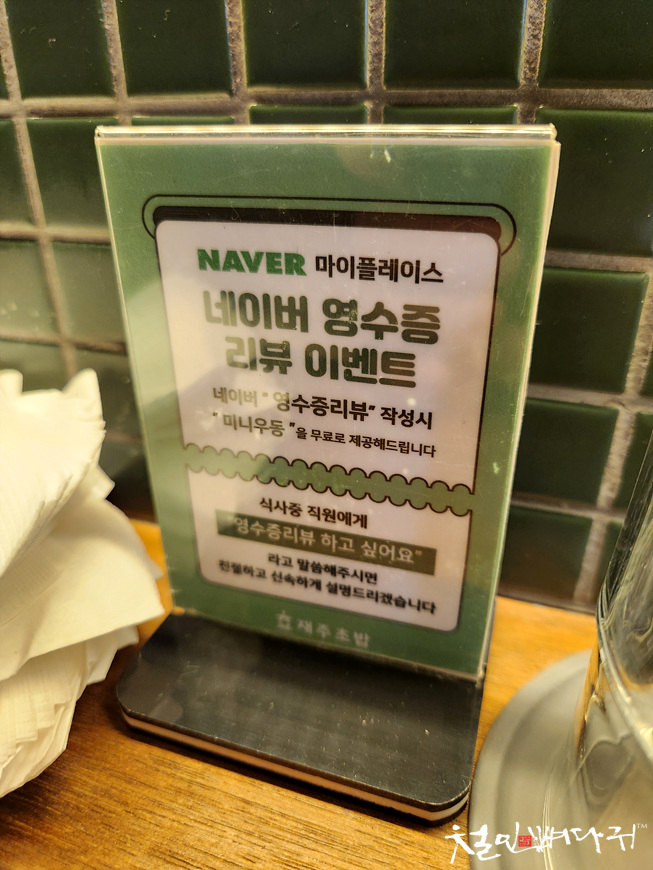 NAVER 마이플레이스
네이버 영수증
리뷰 이벤트
네이버 " 영수증리뷰" 작성시
" 미니우동 "을 무료로 제공해드립니다
식사중 직원에게
"영수증리뷰 하고 싶어요"
라고 말씀해주시면
친절하고 신속하게 설명드리겠습니다
재주초밥